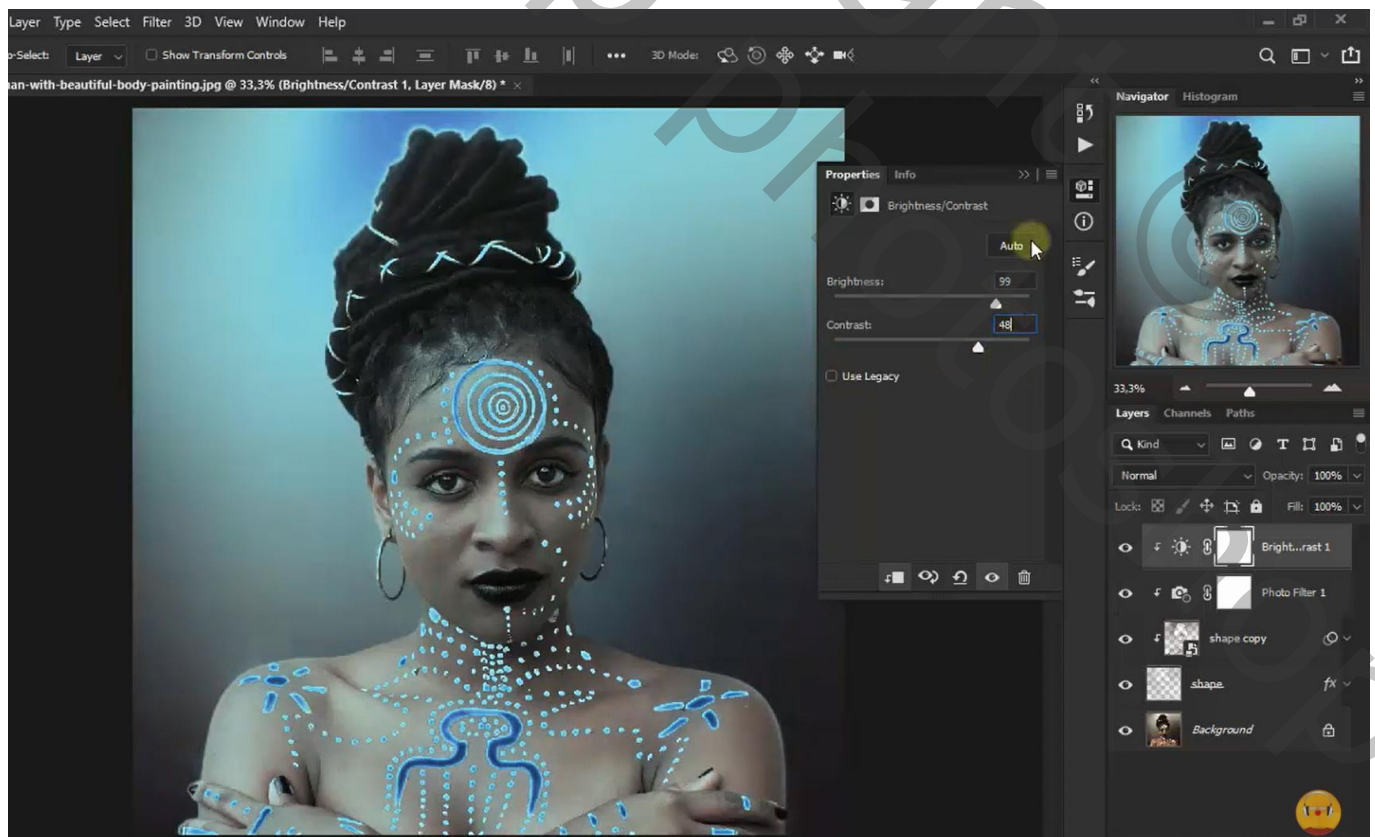 Layer Type Select Filter 3D View Window Help
o-Select: Layer Show Transform Controls 3D Mode:
nan-with-beautiful-body-painting.jpg @ 33,3% (Brightness/Contrast 1, Layer Mask/8) * ×
Navigator Histogram
Properties Info
Brightness/Contrast
Auto
Brightness: 99
Contrast: 48
Use Legacy
33,3%
Layers Channels Paths
Kind
Normal Opacity: 100%
Lock: Fill: 100%
Bright...rast 1
Photo Filter 1
shape copy
shape
fx
Background